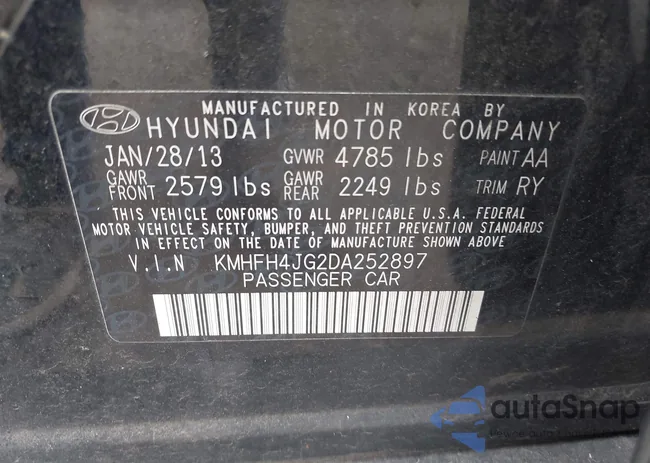 MANUFACTURED IN KOREA BY
HYUNDAI MOTOR COMPANY
JAN/28/13 GVWR 4785 lbs PAINT AA
GAWR FRONT 2579 lbs GAWR REAR 2249 lbs TRIM RY
THIS VEHICLE CONFORMS TO ALL APPLICABLE U.S.A. FEDERAL
MOTOR VEHICLE SAFETY, BUMPER, AND THEFT PREVENTION STANDARDS
IN EFFECT ON THE DATE OF MANUFACTURE SHOWN ABOVE
V.I.N KMHFH4JG2DA252897
PASSENGER CAR
autoSnap